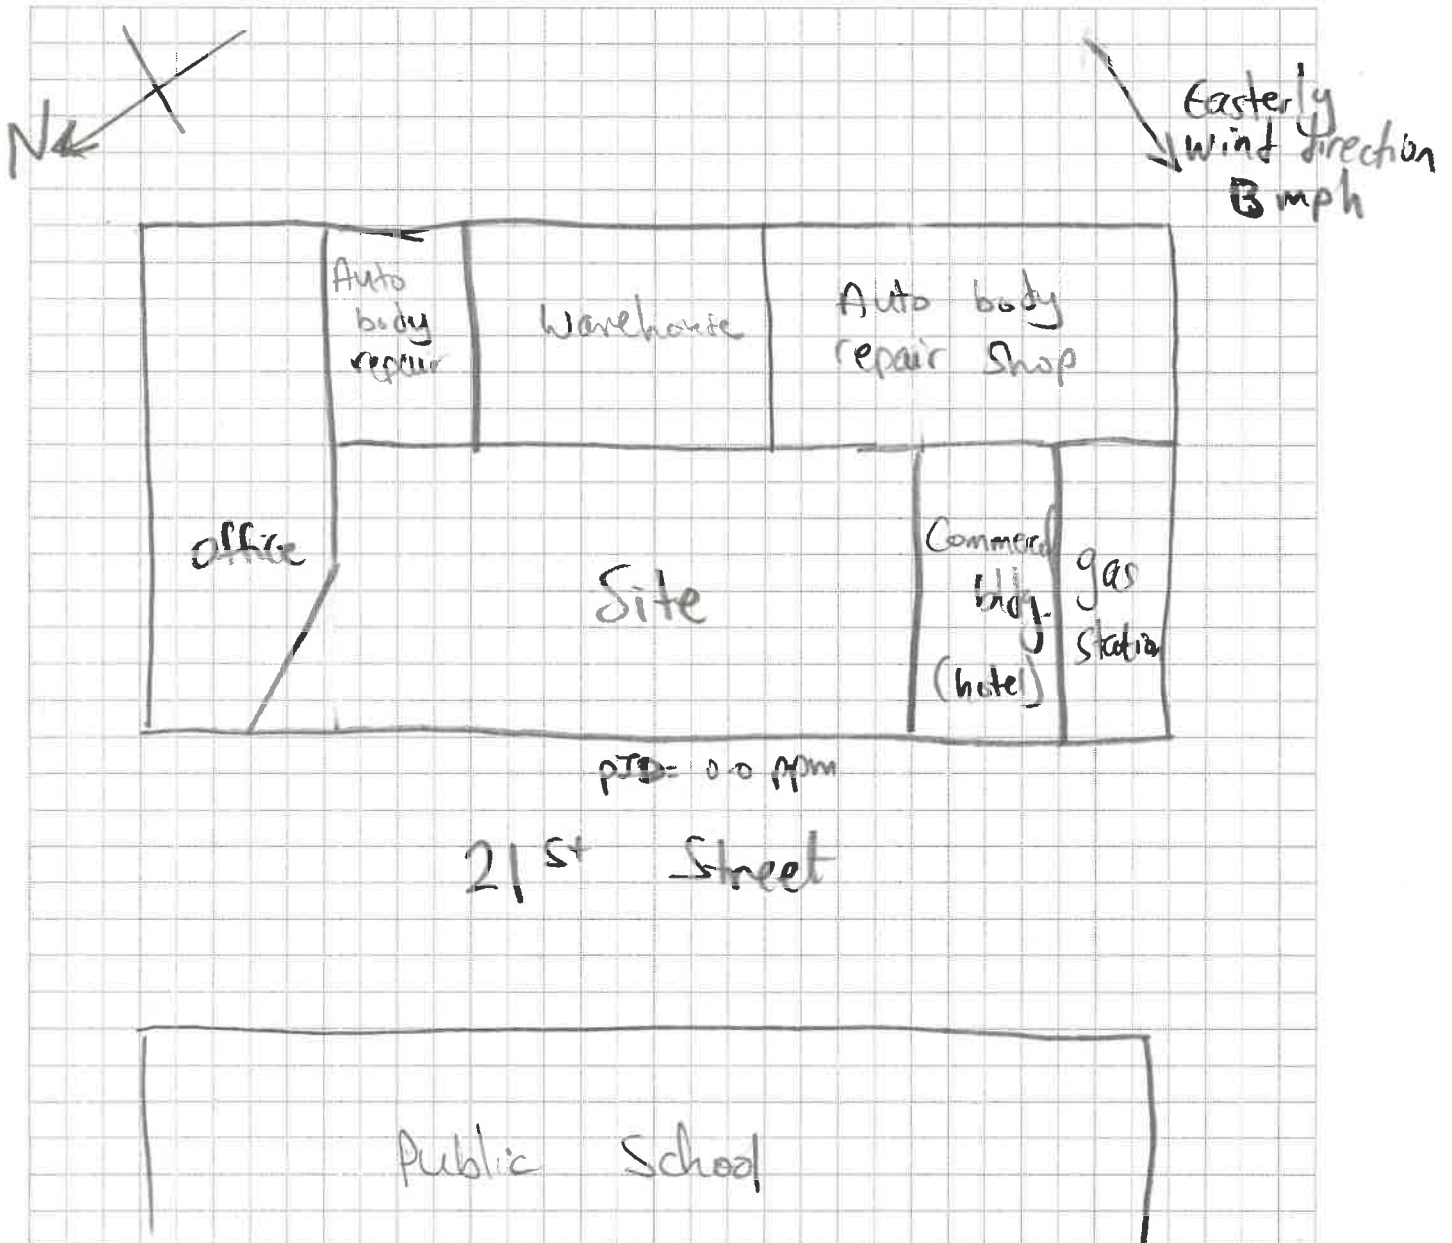 N
Easterly
wind direction
mph
Auto
body
repair
Warehouse
Auto body
repair Shop
office
Site
Commercial
bldg.
(hotel)
gas
station
PID= 0.0 ppm
21st Street
Public School